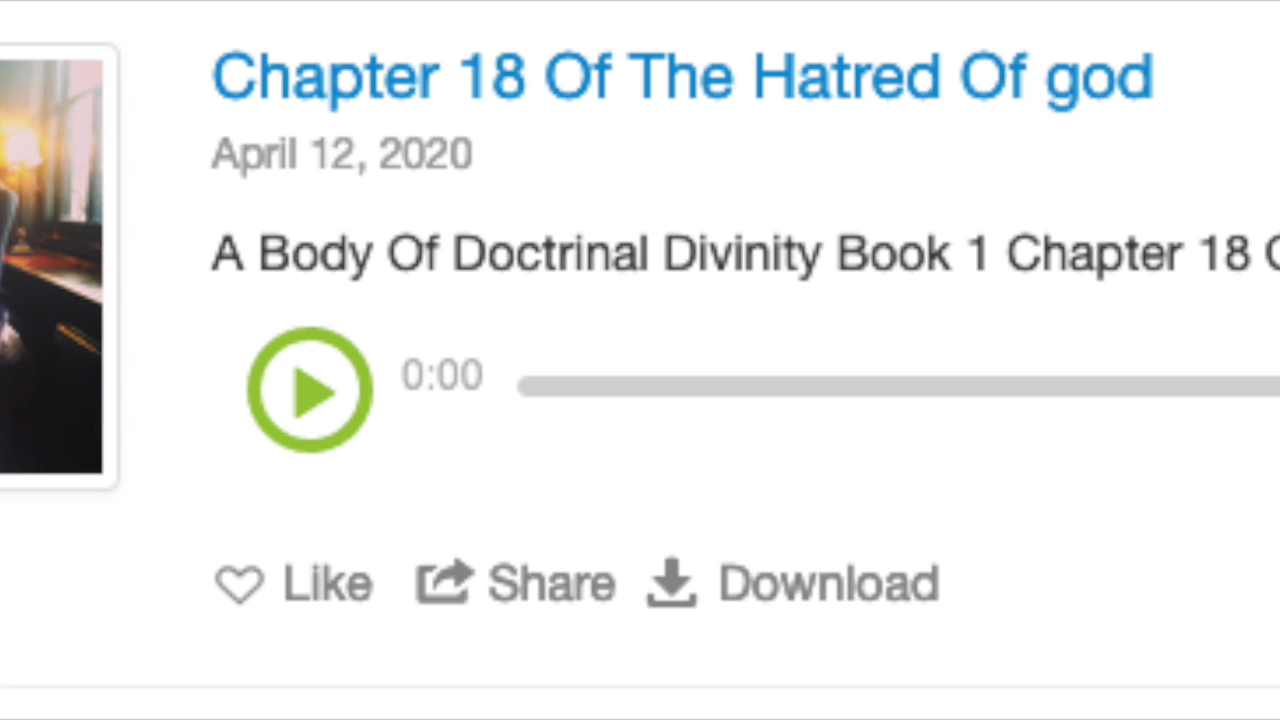 Chapter 18 Of The Hatred Of god
April 12, 2020
A Body Of Doctrinal Divinity Book 1 Chapter 18
0:00
Like Share Download